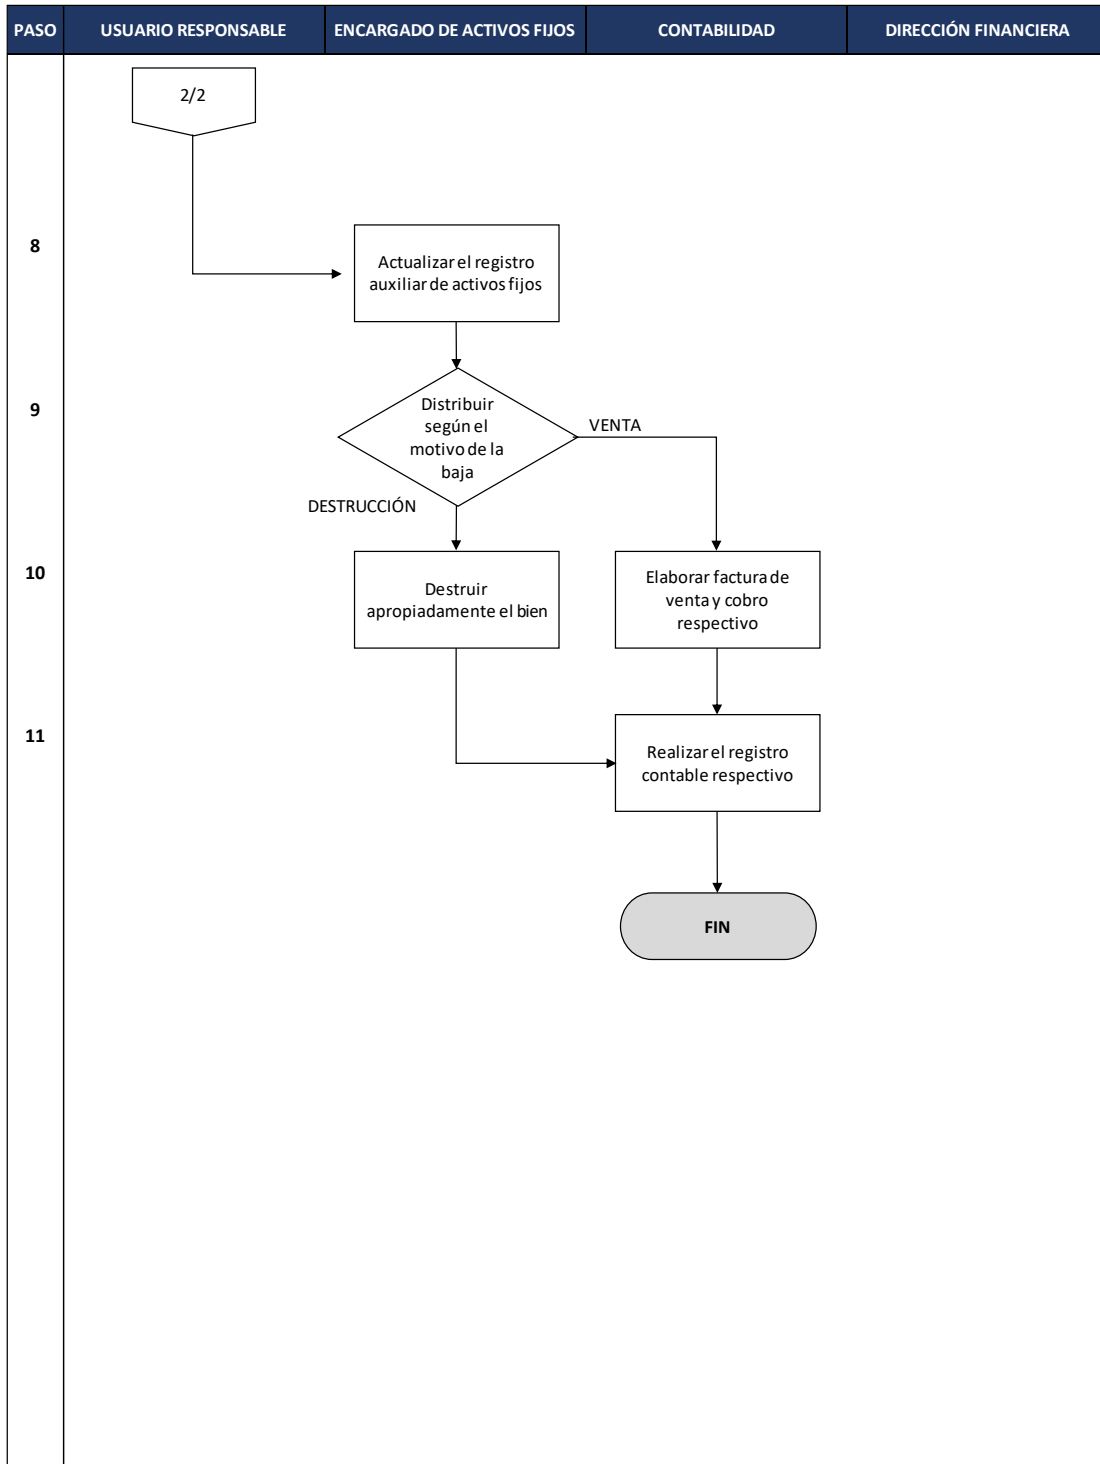 PASO
USUARIO RESPONSABLE
ENCARGADO DE ACTIVOS FIJOS
CONTABILIDAD
DIRECCIÓN FINANCIERA
2/2
8
Actualizar el registro
auxiliar de activos fijos
9
Distribuir
según el
motivo de la
baja
VENTA
DESTRUCCIÓN
10
Destruir
apropiadamente el bien
Elaborar factura de
venta y cobro
respectivo
11
Realizar el registro
contable respectivo
FIN